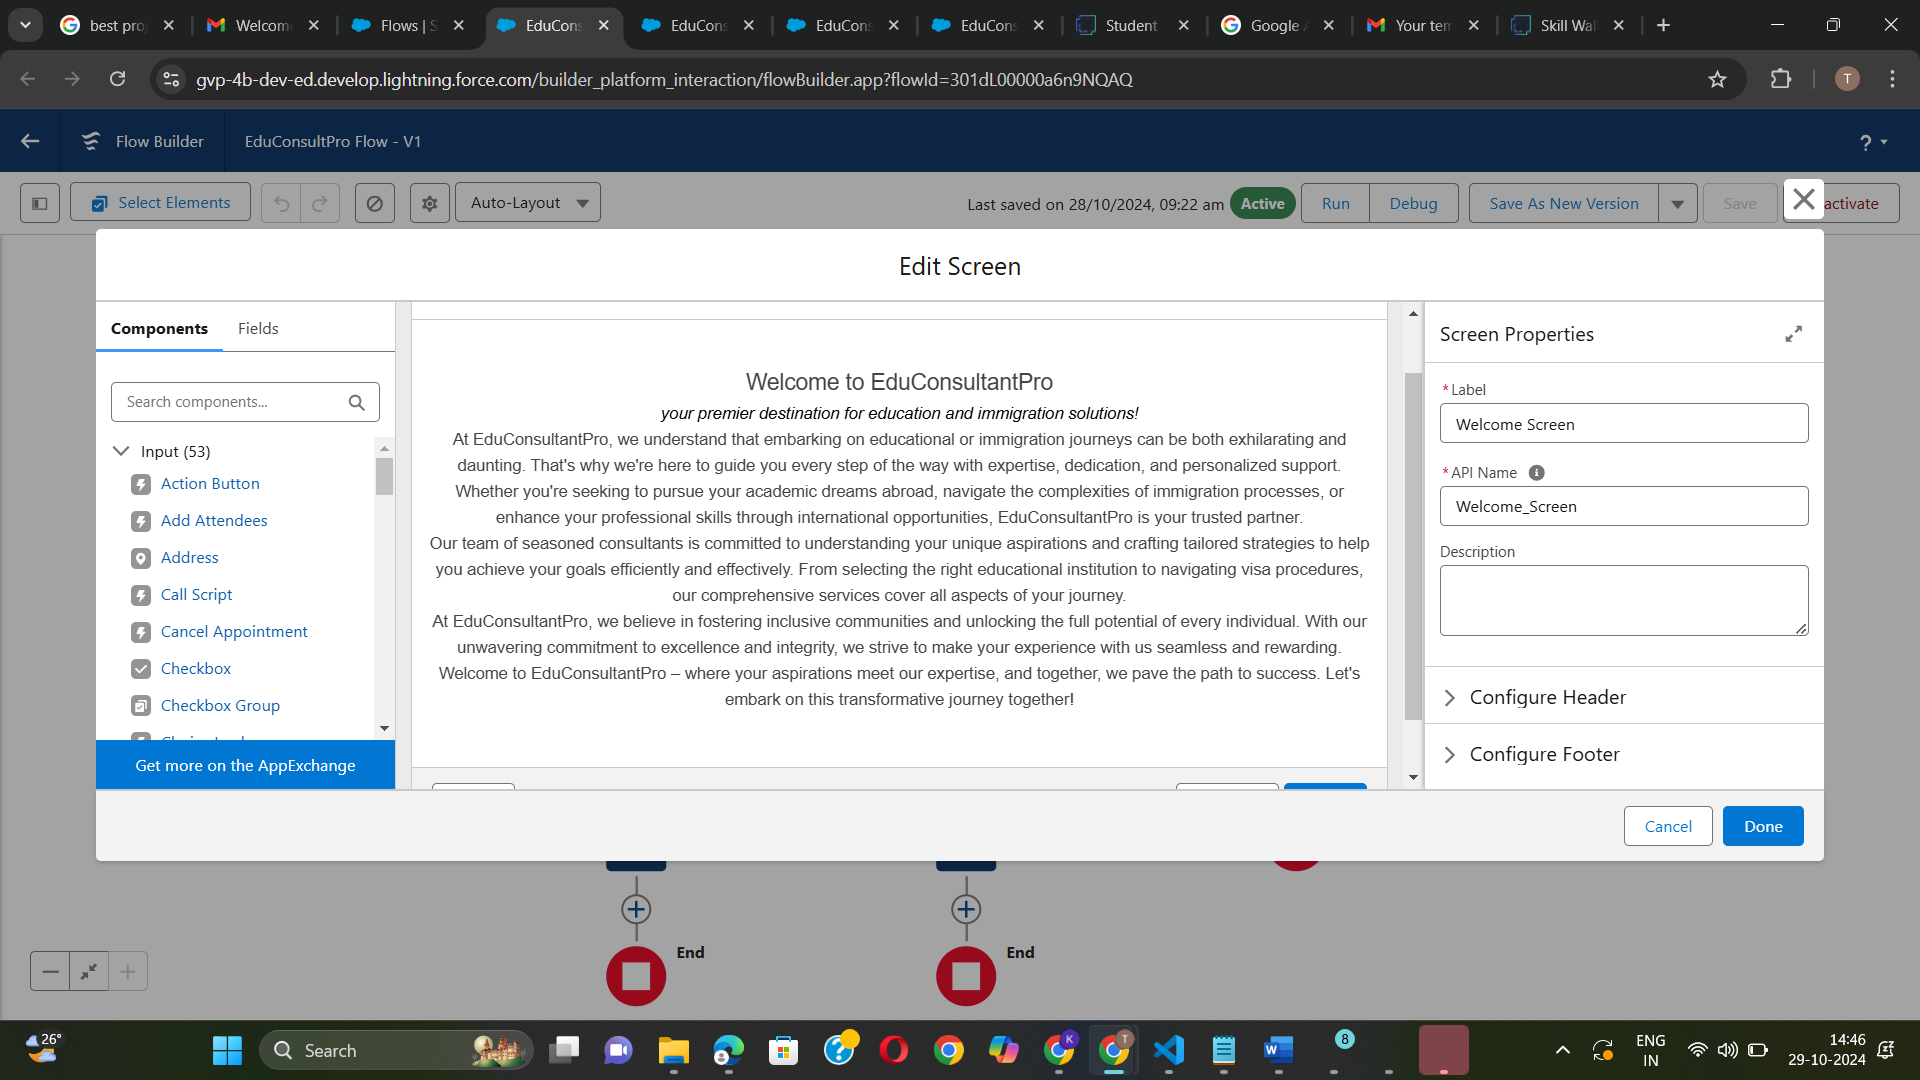 best proj
Welcome
Flows | S
EduCons
EduCons
EduCons
EduCons
Student
Google A
Your tem
Skill Wal
gvp-4b-dev-ed.develop.lightning.force.com/builder_platform_interaction/flowBuilder.app?flowId=301dL00000a6n9NQAQ
T
Flow Builder
EduConsultPro Flow - V1
?
Select Elements
Auto-Layout
Last saved on 28/10/2024, 09:22 am
Active
Run
Debug
Save As New Version
Save
activate
Edit Screen
Components
Fields
Search components...
Input (53)
Action Button
Add Attendees
Address
Call Script
Cancel Appointment
Checkbox
Checkbox Group
Get more on the AppExchange
Welcome to EduConsultantPro
your premier destination for education and immigration solutions!
At EduConsultantPro, we understand that embarking on educational or immigration journeys can be both exhilarating and
daunting. That's why we're here to guide you every step of the way with expertise, dedication, and personalized support.
Whether you're seeking to pursue your academic dreams abroad, navigate the complexities of immigration processes, or
enhance your professional skills through international opportunities, EduConsultantPro is your trusted partner.
Our team of seasoned consultants is committed to understanding your unique aspirations and crafting tailored strategies to help
you achieve your goals efficiently and effectively. From selecting the right educational institution to navigating visa procedures,
our comprehensive services cover all aspects of your journey.
At EduConsultantPro, we believe in fostering inclusive communities and unlocking the full potential of every individual. With our
unwavering commitment to excellence and integrity, we strive to make your experience with us seamless and rewarding.
Welcome to EduConsultantPro – where your aspirations meet our expertise, and together, we pave the path to success. Let's
embark on this transformative journey together!
Screen Properties
* Label
Welcome Screen
* API Name
Welcome_Screen
Description
Configure Header
Configure Footer
Cancel
Done
End
End
26°
Search
K
T
8
ENG
IN
14:46
29-10-2024